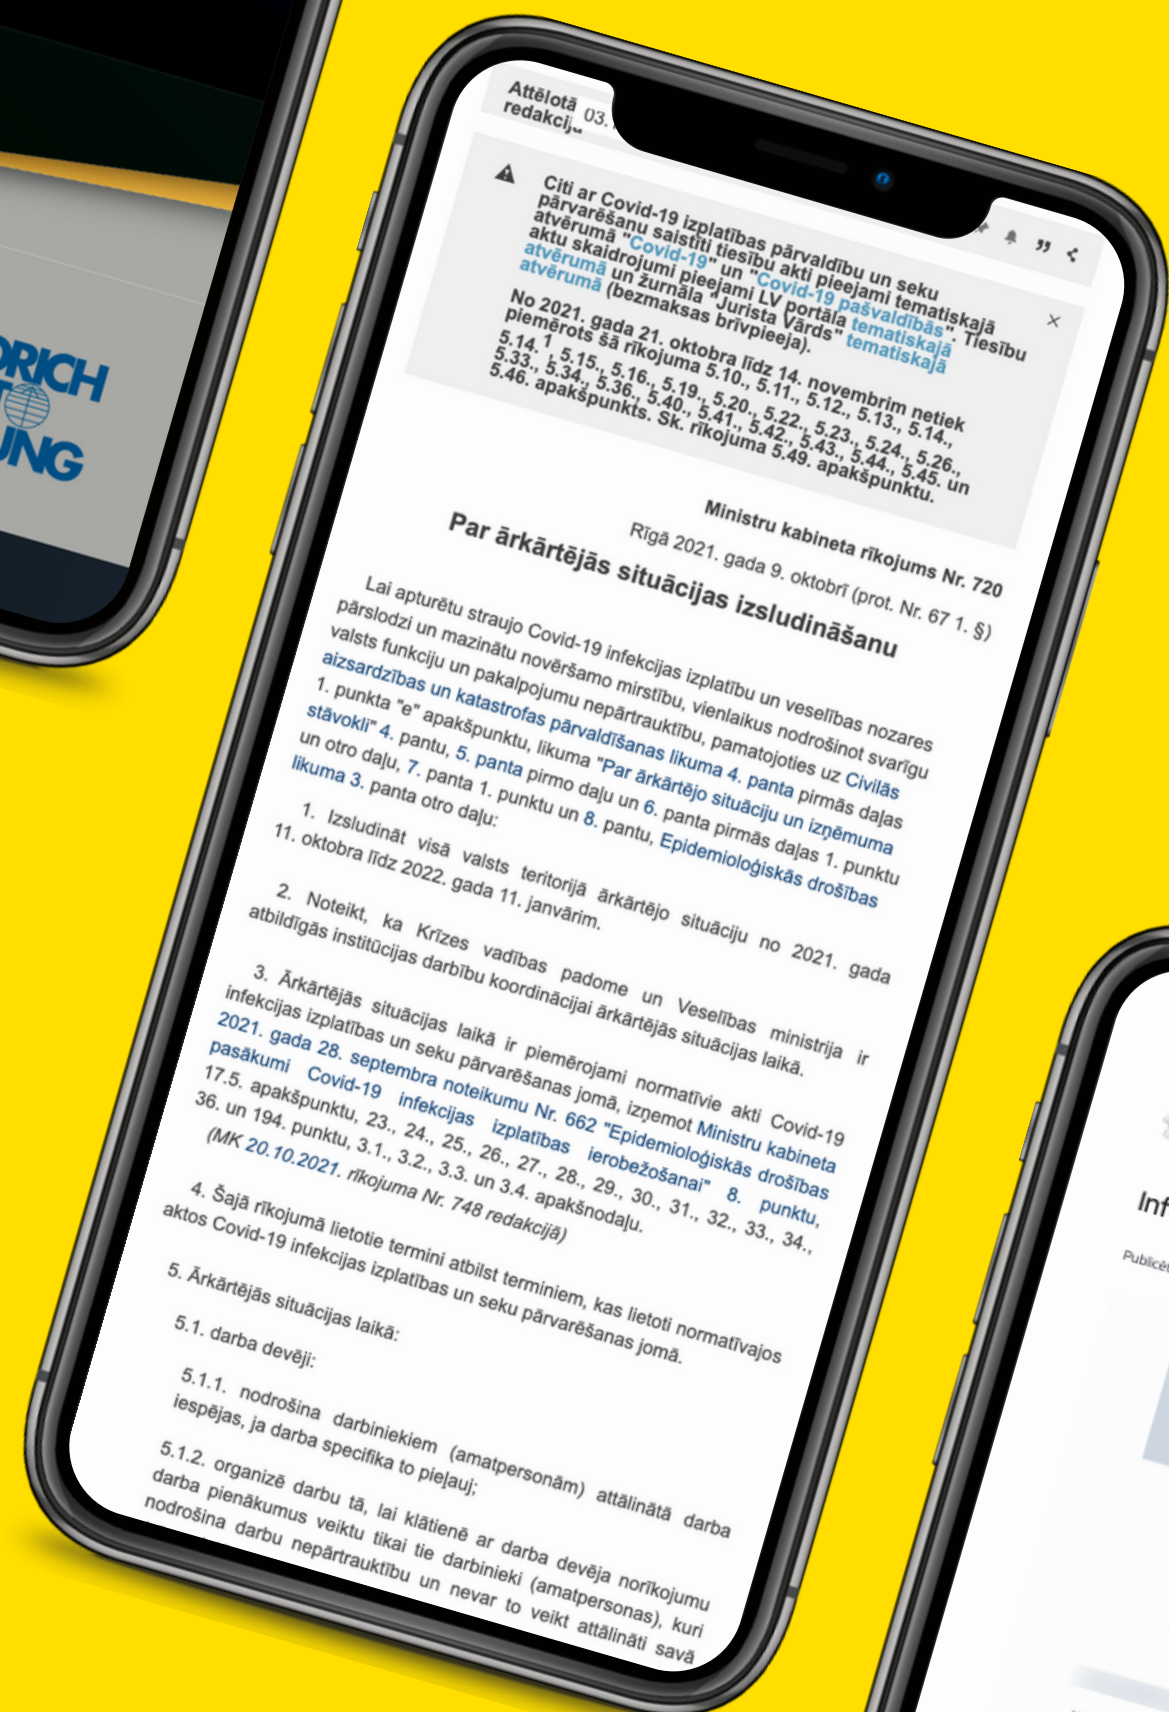 DRICH
T
UNG
Attēlotā 03.
redakcij
Citi ar Covid-19 izplatības pārvaldību un seku
pārvarēšanu saistīti tiesību akti pieejami tematiskajā
atvērumā "Covid-19" un "Covid-19 pašvaldībās". Tiesību
aktu skaidrojumi pieejami LV portāla tematiskajā
atvērumā un žurnāla "Jurista Vārds" tematiskajā
atvērumā (bezmaksas brīvpieeja).
No 2021. gada 21. oktobra līdz 14. novembrim netiek
piemērots šā rīkojuma 5.10., 5.11., 5.12., 5.13., 5.14.,
5.14. 1, 5.15., 5.16., 5.19., 5.20., 5.22., 5.23., 5.24., 5.26.,
5.33., 5.34., 5.36., 5.40., 5.41., 5.42., 5.43., 5.44., 5.45. un
5.46. apakšpunkts. Sk. rīkojuma 5.49. apakšpunktu.
Ministru kabineta rīkojums Nr. 720
Rīgā 2021. gada 9. oktobrī (prot. Nr. 67 1. §)
Par ārkārtējās situācijas izsludināšanu
Lai apturētu straujo Covid-19 infekcijas izplatību un veselības nozares
pārslodzi un mazinātu novēršamo mirstību, vienlaikus nodrošinot svarīgu
valsts funkciju un pakalpojumu nepārtrauktību, pamatojoties uz Civilās
aizsardzības un katastrofas pārvaldīšanas likuma 4. panta pirmās daļas
1. punkta "e" apakšpunktu, likuma "Par ārkārtējo situāciju un izņēmuma
stāvokli" 4. pantu, 5. panta pirmo daļu un 6. panta pirmās daļas 1. punktu
un otro daļu, 7. panta 1. punktu un 8. pantu, Epidemioloģiskās drošības
likuma 3. panta otro daļu:
1. Izsludināt visā valsts teritorijā ārkārtējo situāciju no 2021. gada
11. oktobra līdz 2022. gada 11. janvārim.
2. Noteikt, ka Krīzes vadības padome un Veselības ministrija ir
atbildīgās institūcijas darbību koordinācijai ārkārtējās situācijas laikā.
3. Ārkārtējās situācijas laikā ir piemērojami normatīvie akti Covid-19
infekcijas izplatības un seku pārvarēšanas jomā, izņemot Ministru kabineta
2021. gada 28. septembra noteikumu Nr. 662 "Epidemioloģiskās drošības
pasākumi Covid-19 infekcijas izplatības ierobežošanai" 8. punktu,
17.5. apakšpunktu, 23., 24., 25., 26., 27., 28., 29., 30., 31., 32., 33., 34.,
36. un 194. punktu, 3.1., 3.2., 3.3. un 3.4. apakšnodaļu.
(MK 20.10.2021. rīkojuma Nr. 748 redakcijā)
4. Šajā rīkojumā lietotie termini atbilst terminiem, kas lietoti normatīvajos
aktos Covid-19 infekcijas izplatības un seku pārvarēšanas jomā.
5. Ārkārtējās situācijas laikā:
5.1. darba devēji:
5.1.1. nodrošina darbiniekiem (amatpersonām) attālinātā darba
iespējas, ja darba specifika to pieļauj;
5.1.2. organizē darbu tā, lai klātienē ar darba devēja norīkojumu
darba pienākumus veiktu tikai tie darbinieki (amatpersonas), kuri
nodrošina darbu nepārtrauktību un nevar to veikt attālināti savā
Inf
Publicēt